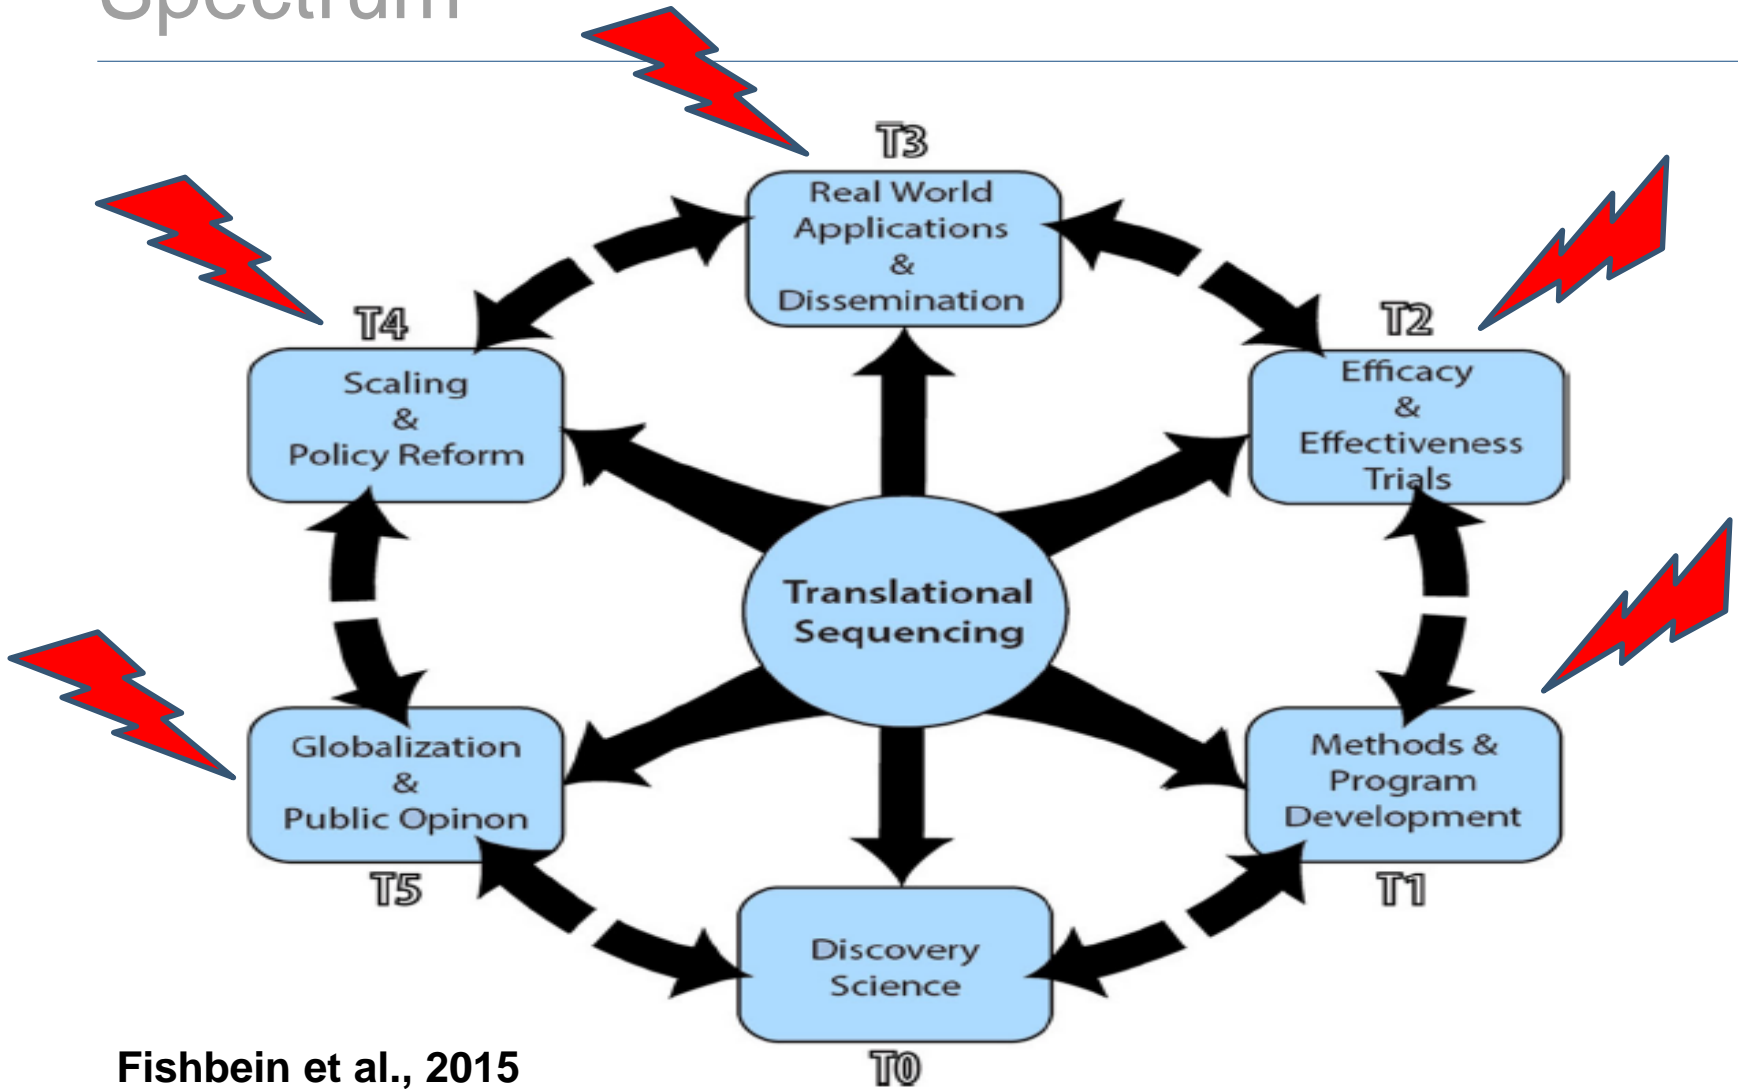 Spectrum
T3
Real World
Applications
&
Dissemination
T4
Scaling
&
Policy Reform
T2
Efficacy
&
Effectiveness
Trials
Translational
Sequencing
Globalization
&
Public Opinon
T5
Methods &
Program
Development
T1
Discovery
Science
T0
Fishbein et al., 2015